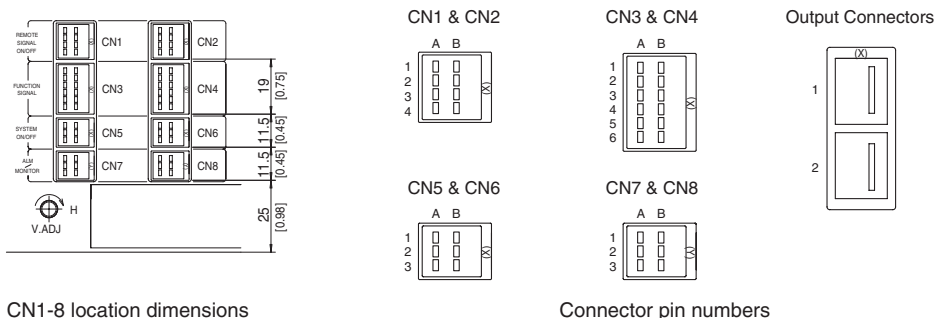 REMOTE
SIGNAL
ON/OFF
CN1
CN2
FUNCTION
SIGNAL
CN3
CN4
SYSTEM
ON/OFF
CN5
CN6
ALM
MONITOR
CN7
CN8
19
[0.75]
11.5
[0.45]
11.5
[0.45]
25
[0.98]
H
V.ADJ
CN1-8 location dimensions
CN1 & CN2
A B
1
2
3
4
(X)
CN3 & CN4
A B
1
2
3
4
5
6
(X)
CN5 & CN6
A B
1
2
3
(X)
CN7 & CN8
A B
1
2
3
(Y)
Output Connectors
(X)
1
2
Connector pin numbers